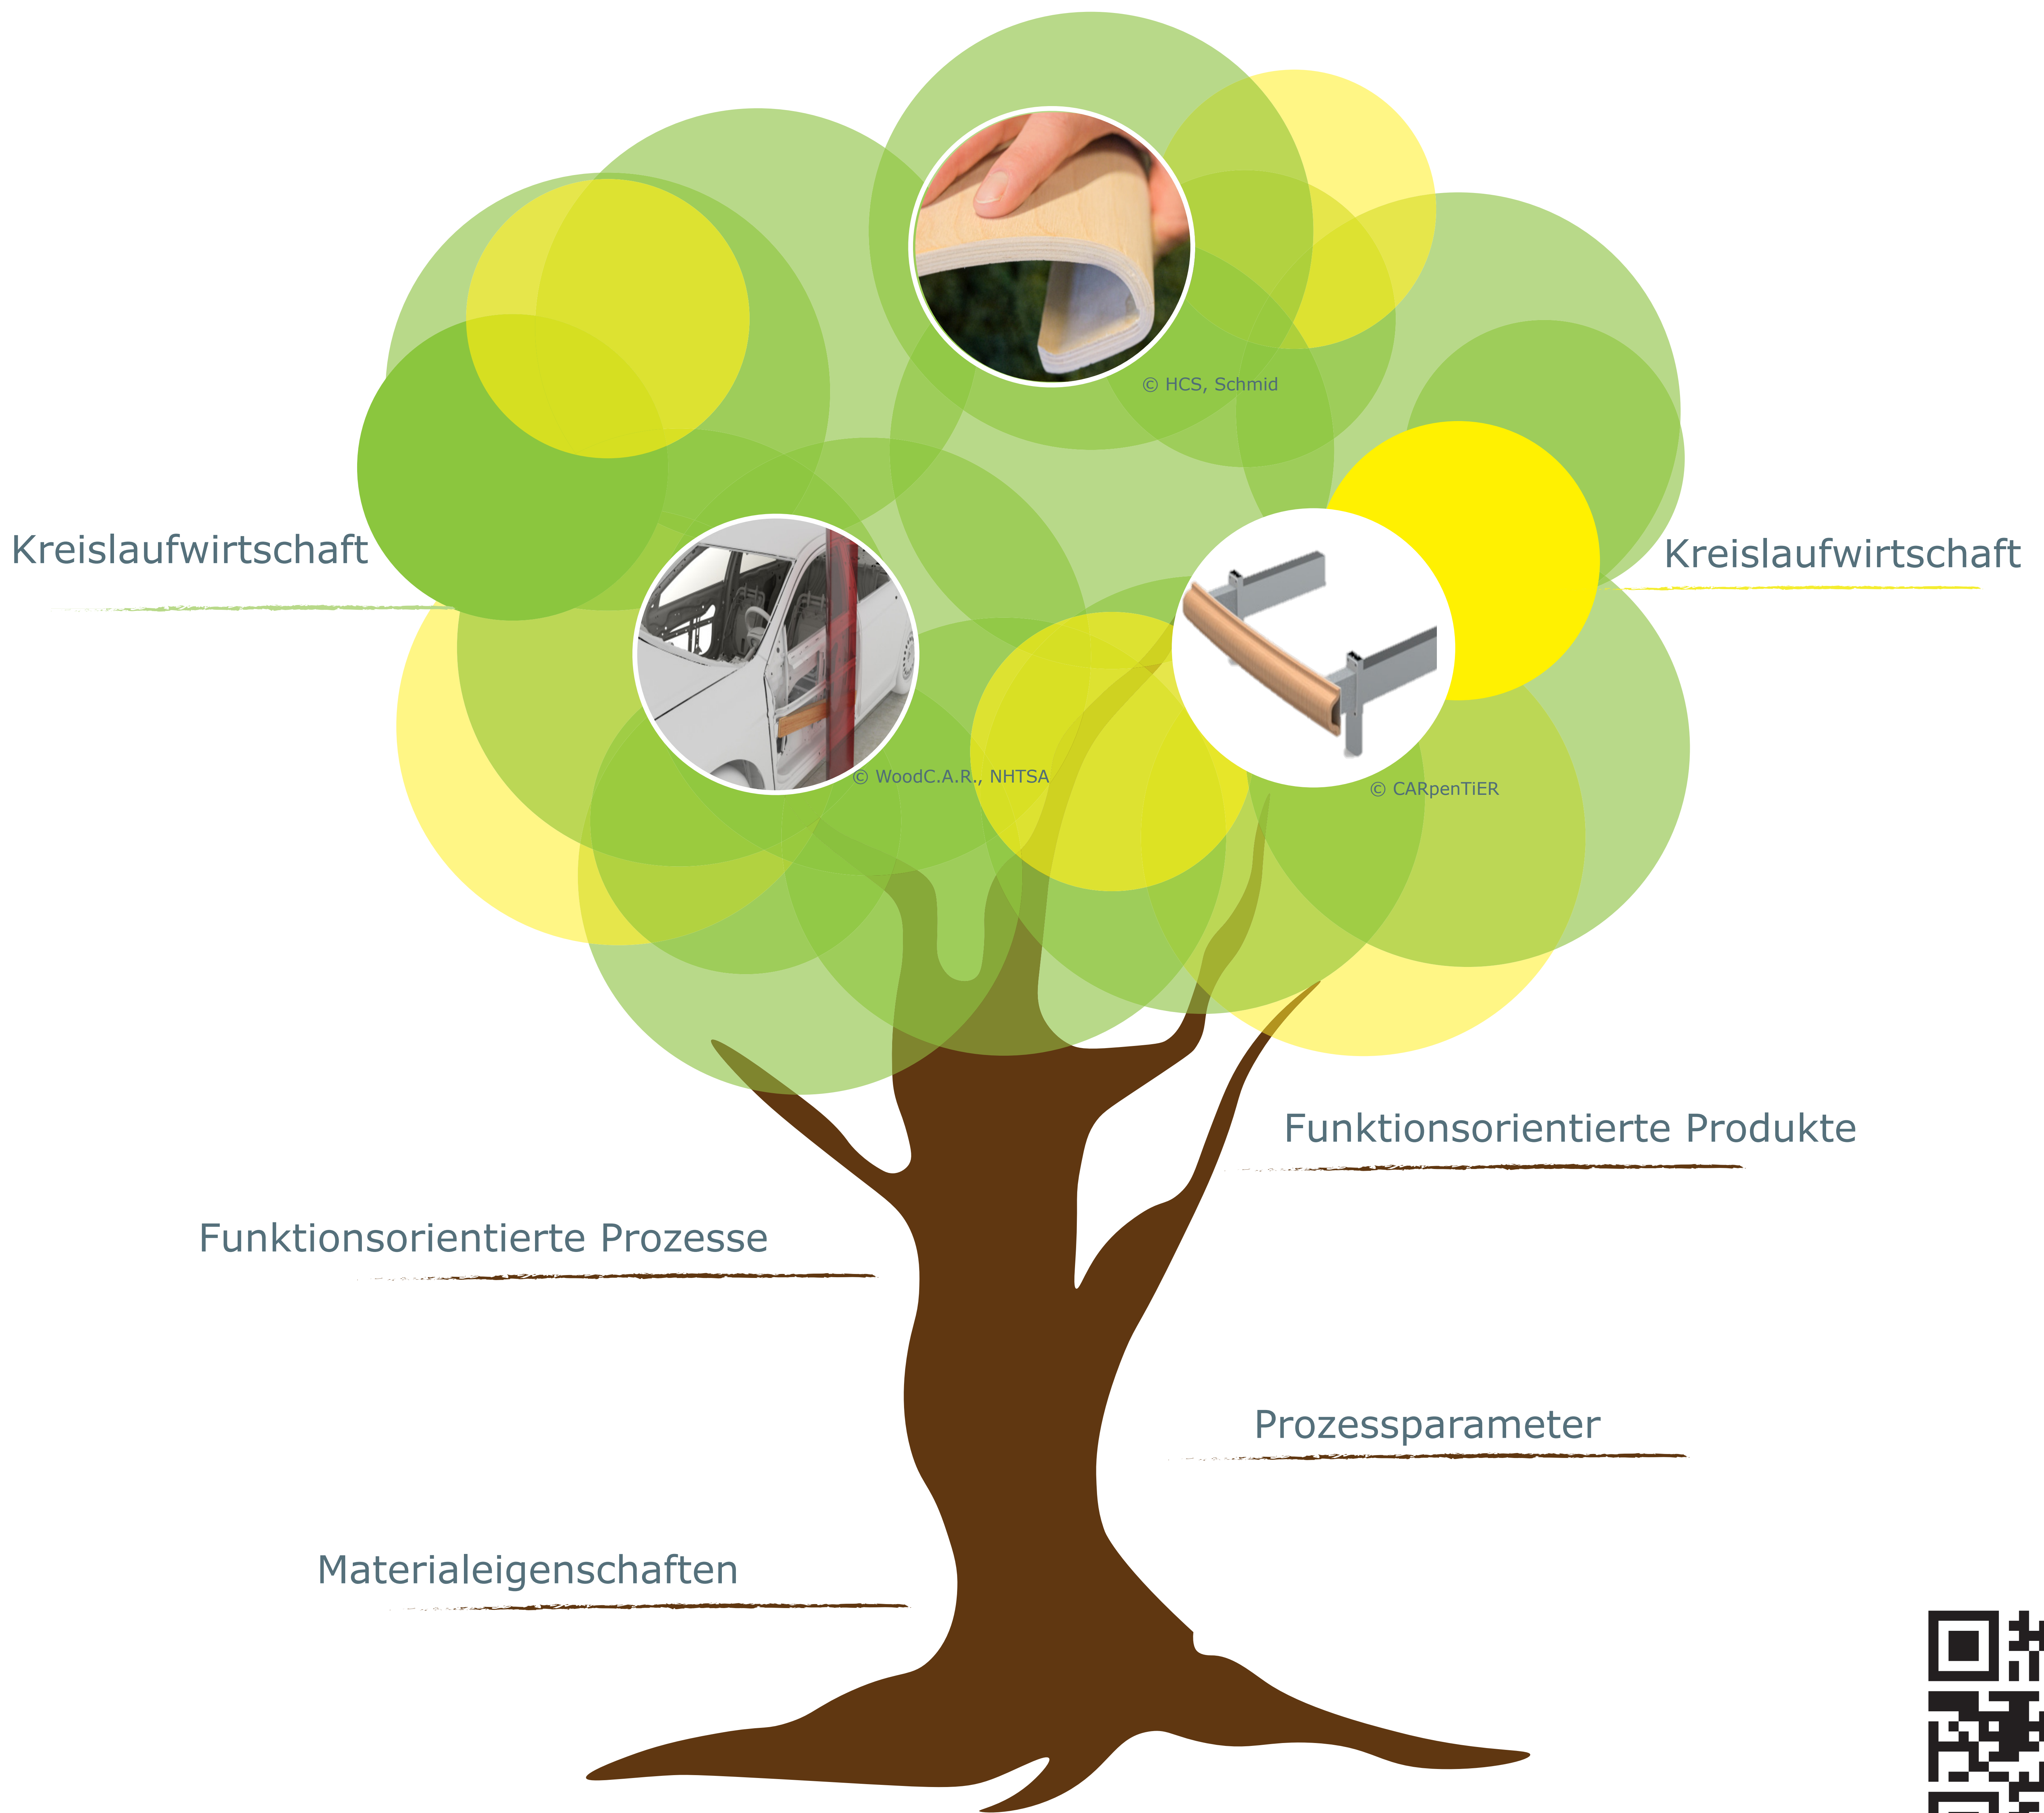 © HCS, Schmid
Kreislaufwirtschaft
Kreislaufwirtschaft
© WoodC.A.R., NHTSA
© CARpenTiER
Funktionsorientierte Produkte
Funktionsorientierte Prozesse
Prozessparameter
Materialeigenschaften